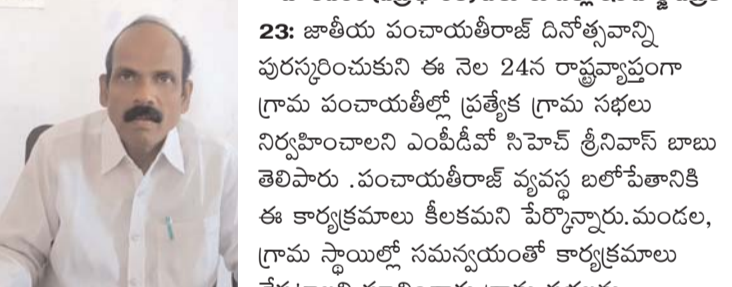 23: జాతీయ పంచాయతీరాజ్ దినోత్సవాన్ని
పురస్కరించుకుని ఈ నెల 24న రాష్ట్రవ్యాప్తంగా
గ్రామ పంచాయతీల్లో ప్రత్యేక గ్రామ సభలు
నిర్వహించాలని ఎంపీడీవో సిహెచ్ శ్రీనివాస్ బాబు
తెలిపారు .పంచాయతీరాజ్ వ్యవస్థ బలోపేతానికి
ఈ కార్యక్రమాలు కీలకమని పేర్కొన్నారు.మండల,
గ్రామ స్థాయిల్లో సమన్వయంతో కార్యక్రమాలు